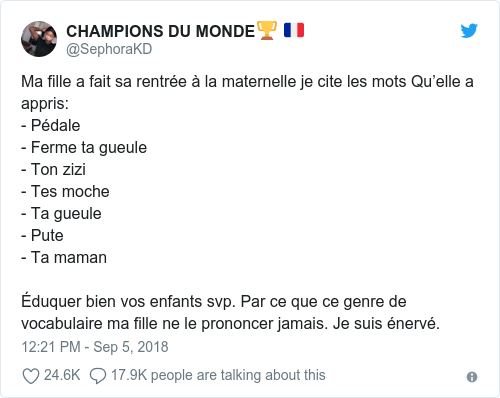 CHAMPIONS DU MONDE🏆 🇫🇷
@SephoraKD
Ma fille a fait sa rentrée à la maternelle je cite les mots Qu’elle a
appris:
- Pédale
- Ferme ta gueule
- Ton zizi
- Tes moche
- Ta gueule
- Pute
- Ta maman
Éduquer bien vos enfants svp. Par ce que ce genre de
vocabulaire ma fille ne le prononcer jamais. Je suis énervé.
12:21 PM - Sep 5, 2018
24.6K 17.9K people are talking about this